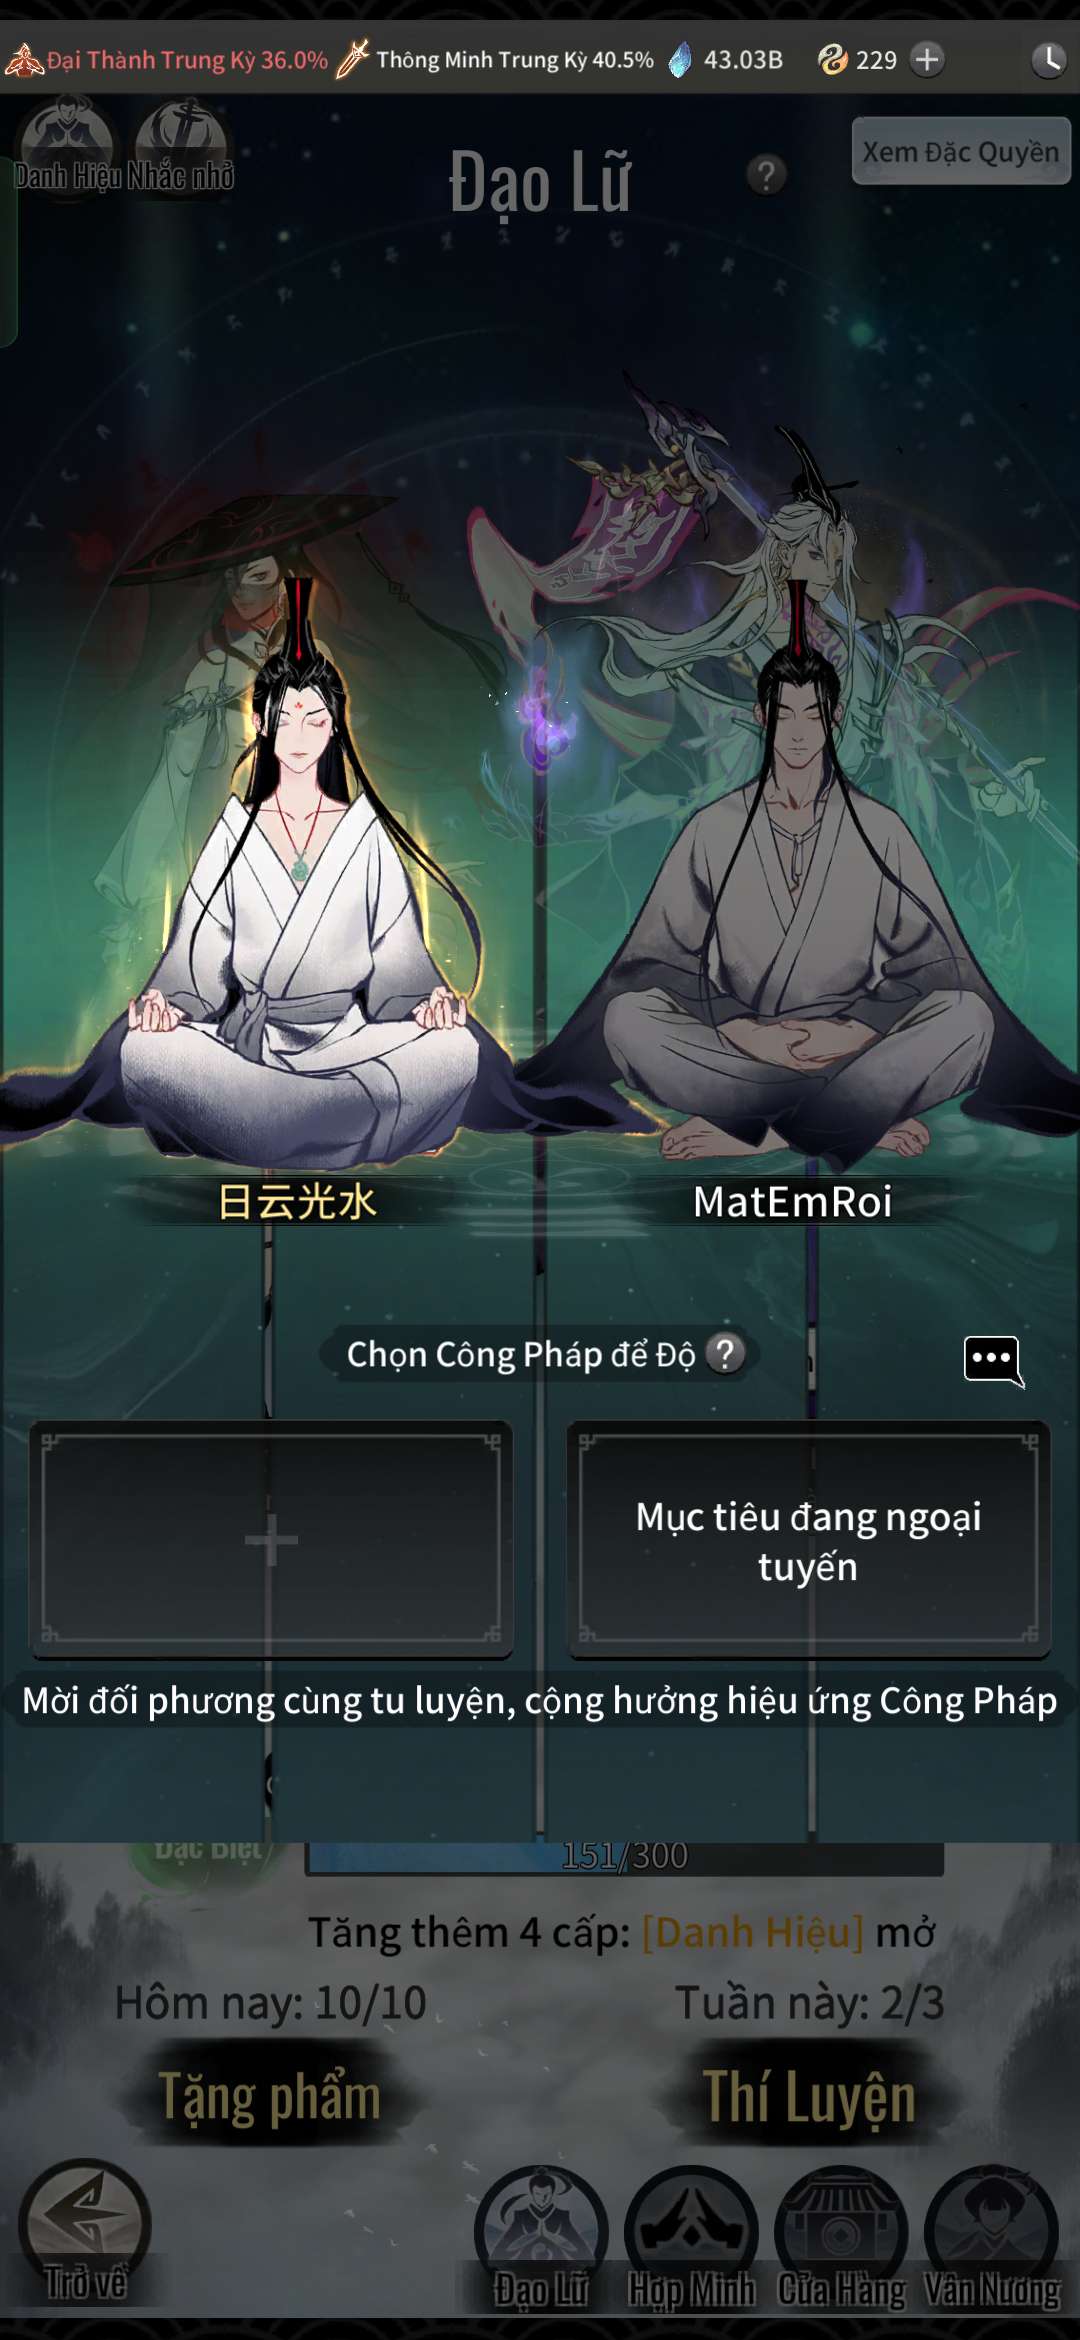 Đại Thành Trung Kỳ 36.0% Thông Minh Trung Kỳ 40.5% 43.03B 229
Danh Hiệu Nhắc nhở
Đạo Lữ
?
Xem Đặc Quyền
日云光水
MatEmRoi
Chọn Công Pháp để Độ ?
Mục tiêu đang ngoại
tuyến
Mời đối phương cùng tu luyện, cộng hưởng hiệu ứng Công Pháp
Đặc Biệt
151/300
Tăng thêm 4 cấp: [Danh Hiệu] mở
Hôm nay: 10/10
Tuần này: 2/3
Tặng phẩm
Thí Luyện
Trở về
Đạo Lữ
Hợp Minh
Cửa Hàng
Vân Nương